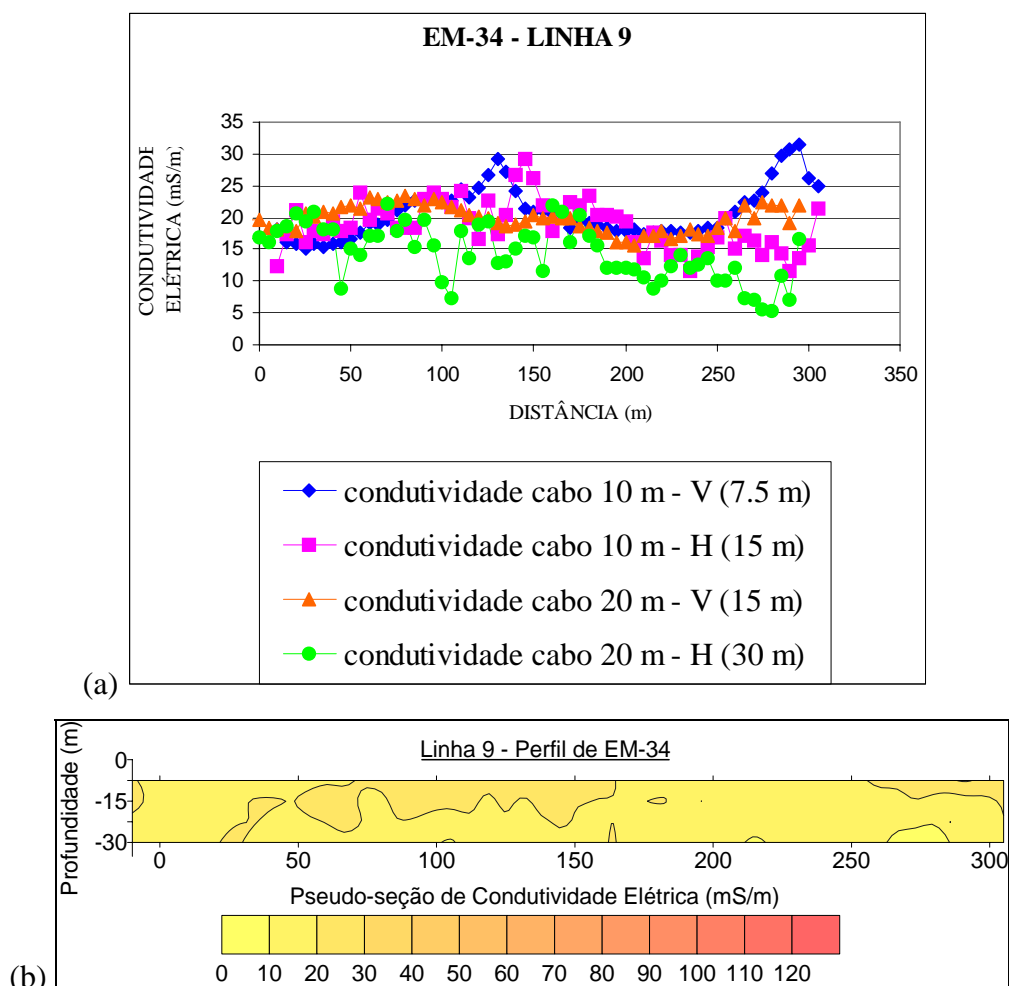 EM-34 - LINHA 9
CONDUTIVIDADE
ELÉTRICA (mS/m)
35
30
25
20
15
10
5
0
0 50 100 150 200 250 300 350
DISTÂNCIA (m)
condutividade cabo 10 m - V (7.5 m)
condutividade cabo 10 m - H (15 m)
condutividade cabo 20 m - V (15 m)
condutividade cabo 20 m - H (30 m)
(a)
Linha 9 - Perfil de EM-34
Profundidade (m)
0
-15
-30
0 50 100 150 200 250 300
Pseudo-seção de Condutividade Elétrica (mS/m)
0 10 20 30 40 50 60 70 80 90 100 110 120
(b)